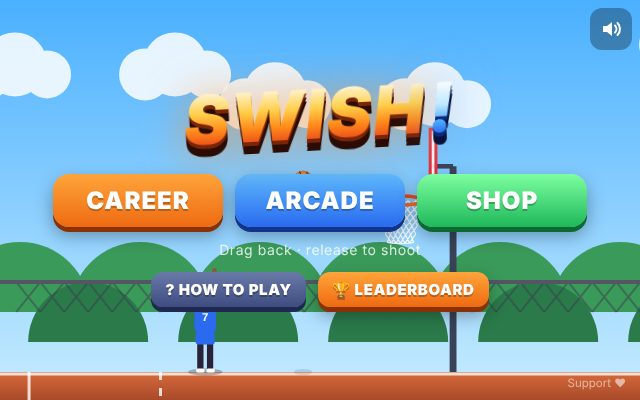 SWISH!
CAREER
ARCADE
SHOP
Drag back · release to shoot
? HOW TO PLAY
🏆 LEADERBOARD
7
Support ♥